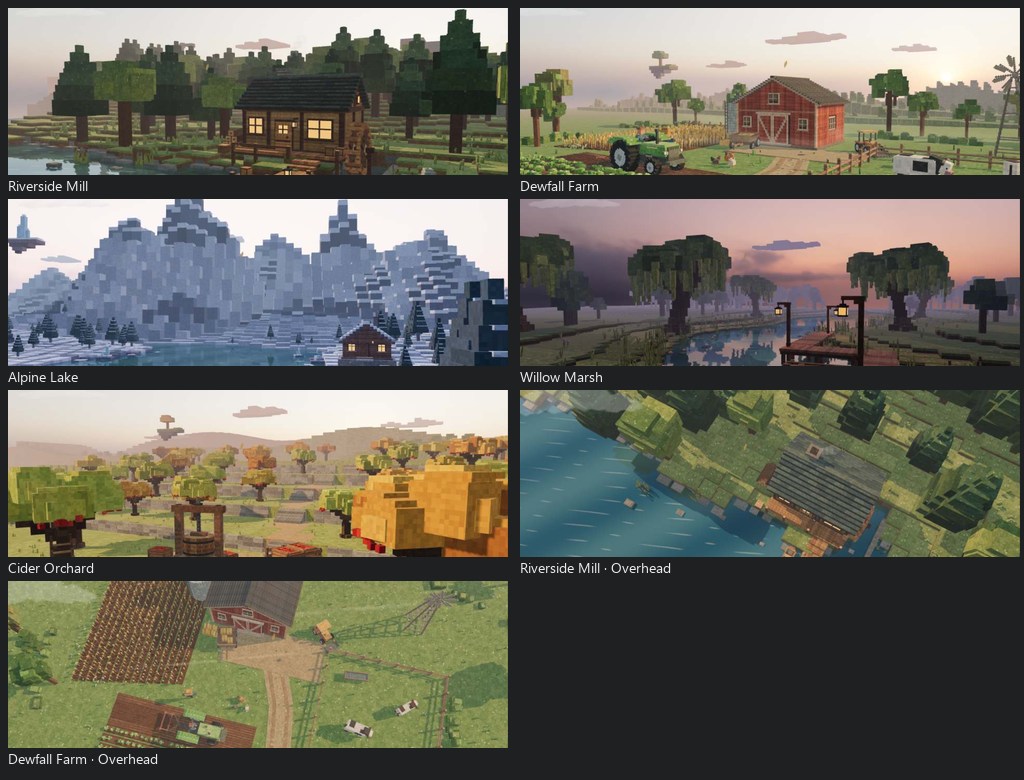 Riverside Mill
Dewfall Farm
Alpine Lake
Willow Marsh
Cider Orchard
Riverside Mill · Overhead
Dewfall Farm · Overhead